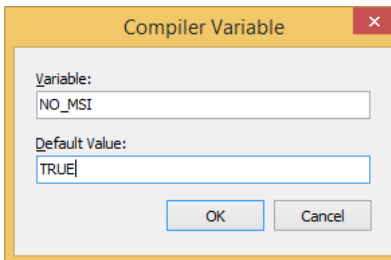 Compiler Variable
Variable:
NO_MSI
Default Value:
TRUE
OK Cancel